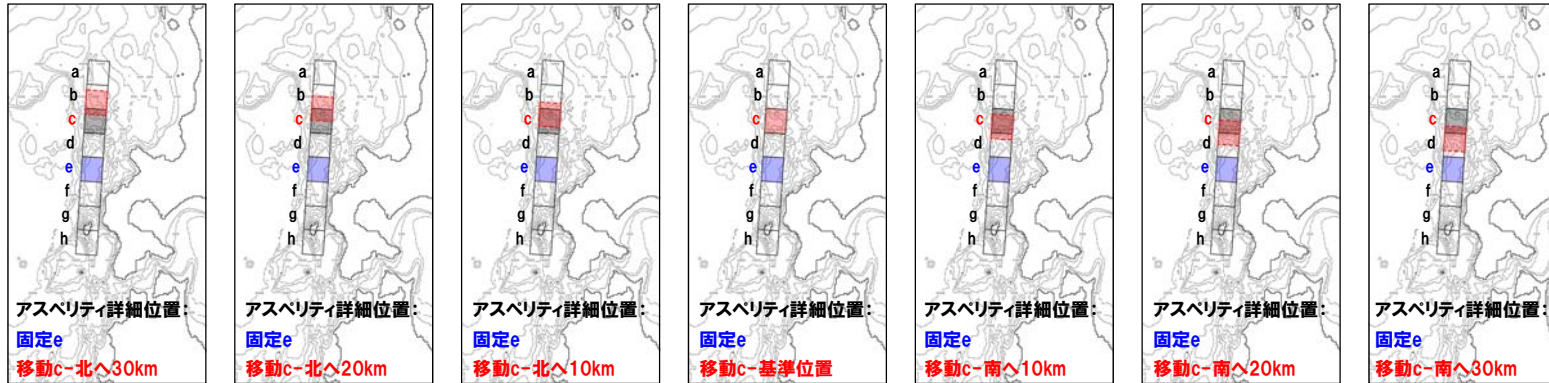 a
b
c
d
e
f
g
h
アスペリティ詳細位置：
固定e
移動c-北へ30km
a
b
c
d
e
f
g
h
アスペリティ詳細位置：
固定e
移動c-北へ20km
a
b
c
d
e
f
g
h
アスペリティ詳細位置：
固定e
移動c-北へ10km
a
b
c
d
e
f
g
h
アスペリティ詳細位置：
固定e
移動c-基準位置
a
b
c
d
e
f
g
h
アスペリティ詳細位置：
固定e
移動c-南へ10km
a
b
c
d
e
f
g
h
アスペリティ詳細位置：
固定e
移動c-南へ20km
a
b
c
d
e
f
g
h
アスペリティ詳細位置：
固定e
移動c-南へ30km